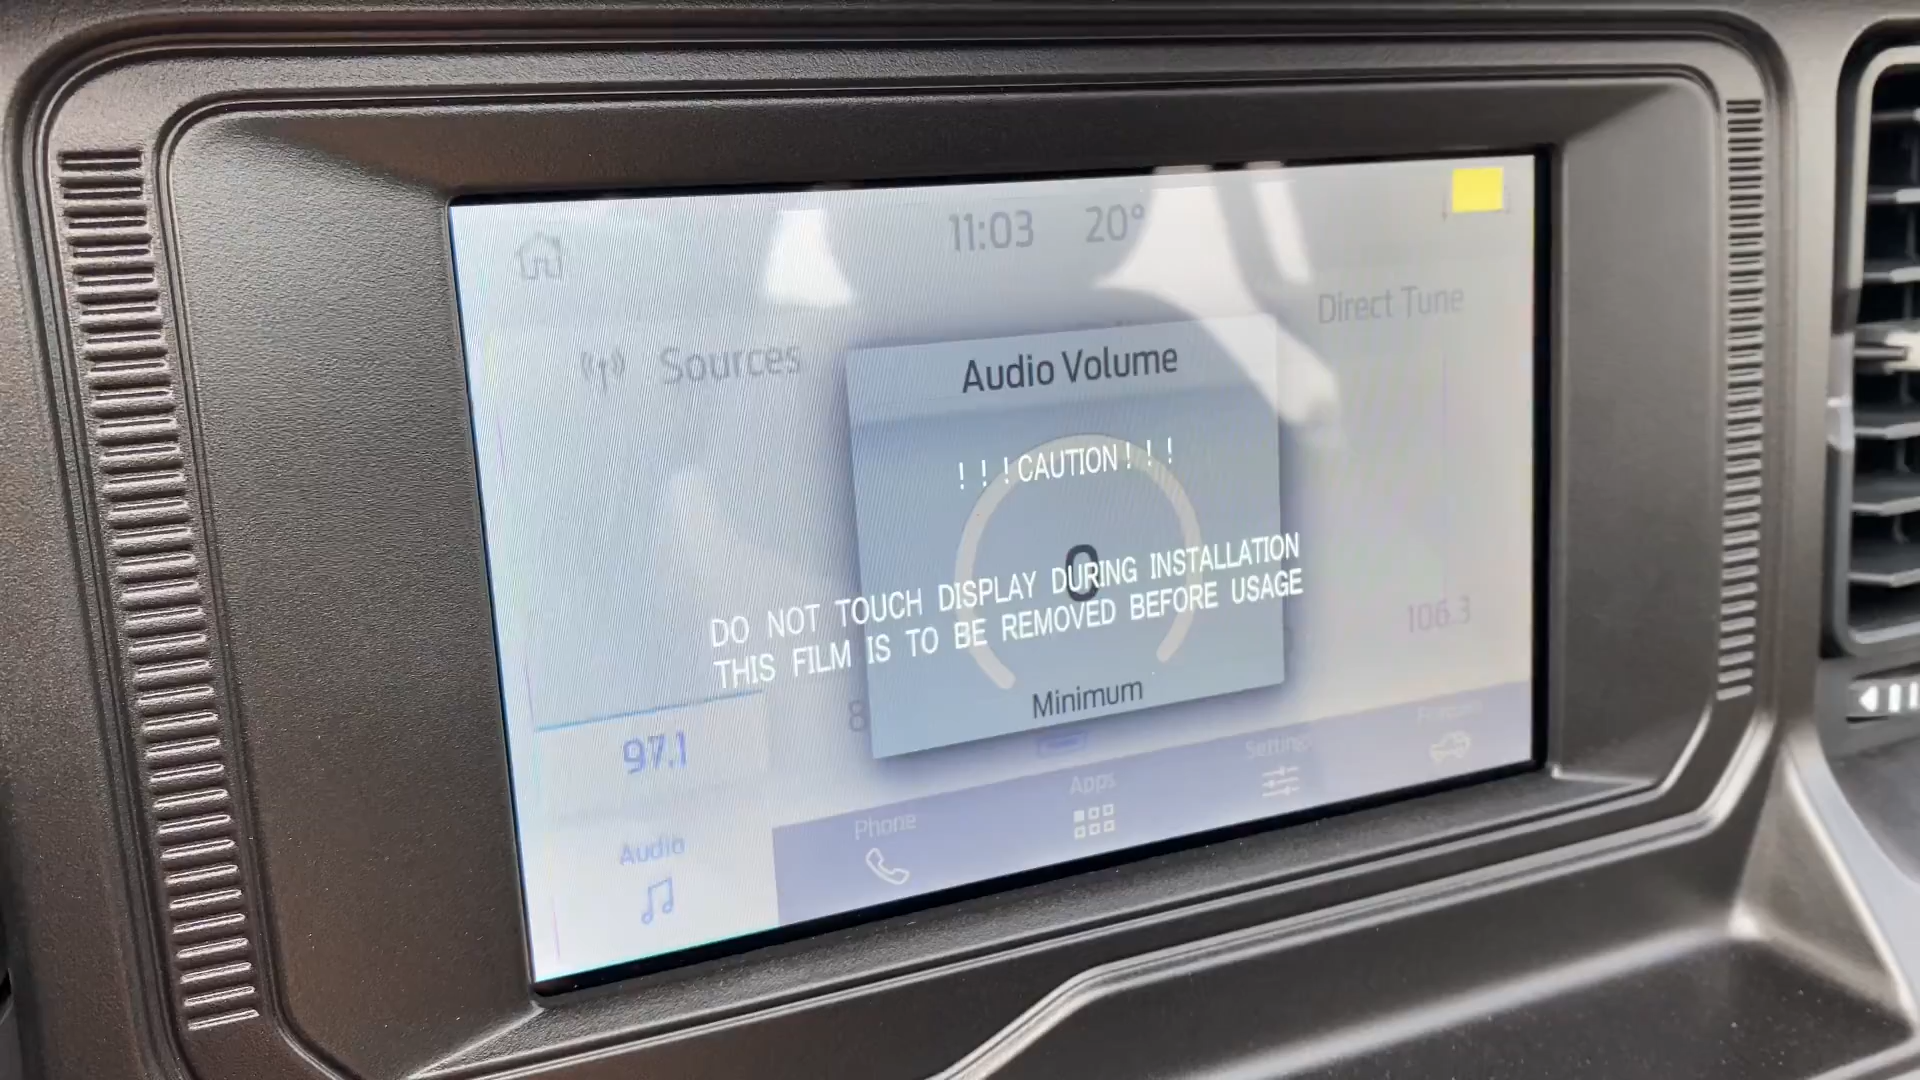 11:03 20°
Direct Tune
Sources
Audio Volume
!!!CAUTION!!!
0
DO NOT TOUCH DISPLAY DURING INSTALLATION
THIS FILM IS TO BE REMOVED BEFORE USAGE
106.3
Minimum
97.1
8
Audio
Phone
Apps
Settings